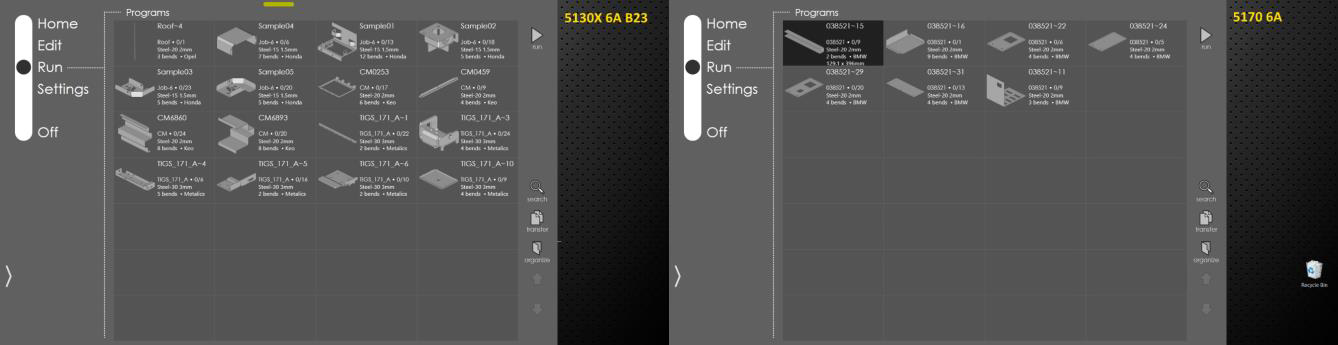 Home
Edit
Run
Settings
Off
Programs
Roof~4
Roof • 0/1
Steel-20 2mm
3 bends • Opel
Sample04
Job-6 • 0/6
Steel-15 1.5mm
7 bends • Honda
Sample01
Job-6 • 0/13
Steel-15 1.5mm
12 bends • Honda
Sample02
Job-6 • 0/18
Steel-15 1.5mm
5 bends • Honda
Sample03
Job-6 • 0/23
Steel-15 1.5mm
5 bends • Honda
Sample05
Job-6 • 0/20
Steel-15 1.5mm
5 bends • Honda
CM0253
CM • 0/17
Steel-20 2mm
6 bends • Keo
CM0459
CM • 0/9
Steel-20 2mm
4 bends • Keo
CM6860
CM • 0/24
Steel-20 2mm
8 bends • Keo
CM6893
CM • 0/20
Steel-20 2mm
8 bends • Keo
TIGS_171_A~1
TIGS_171_A • 0/22
Steel-30 3mm
2 bends • Metalics
TIGS_171_A~3
TIGS_171_A • 0/24
Steel-30 3mm
4 bends • Metalics
TIGS_171_A~4
TIGS_171_A • 0/6
Steel-30 3mm
5 bends • Metalics
TIGS_171_A~5
TIGS_171_A • 0/16
Steel-30 3mm
2 bends • Metalics
TIGS_171_A~6
TIGS_171_A • 0/10
Steel-30 3mm
2 bends • Metalics
TIGS_171_A~10
TIGS_171_A • 0/9
Steel-30 3mm
4 bends • Metalics
run
search
transfer
organize
5130X 6A B23
Home
Edit
Run
Settings
Off
Programs
038521~15
038521 • 0/9
Steel-20 2mm
2 bends • BMW
129.1 x 396mm
038521~16
038521 • 0/1
Steel-20 2mm
9 bends • BMW
038521~22
038521 • 0/6
Steel-20 2mm
4 bends • BMW
038521~24
038521 • 0/5
Steel-20 2mm
4 bends • BMW
038521~29
038521 • 0/20
Steel-20 2mm
4 bends • BMW
038521~31
038521 • 0/13
Steel-20 2mm
4 bends • BMW
038521~11
038521 • 0/9
Steel-20 2mm
3 bends • BMW
run
search
transfer
organize
5170 6A
Recycle Bin